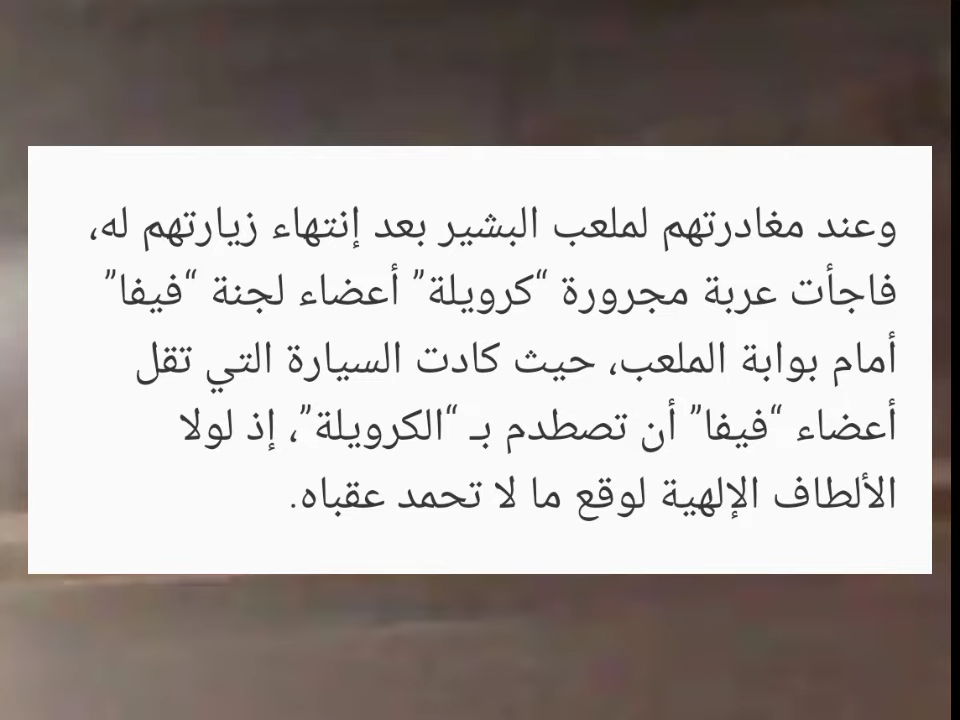 وعند مغادرتهم لملعب البشير بعد إنتهاء زيارتهم له،
فاجأت عربة مجرورة “كرويلة” أعضاء لجنة “فيفا”
أمام بوابة الملعب، حيث كادت السيارة التي تقل
أعضاء “فيفا” أن تصطدم بـ “الكرويلة”، إذ لولا
الألطاف الإلهية لوقع ما لا تحمد عقباه.